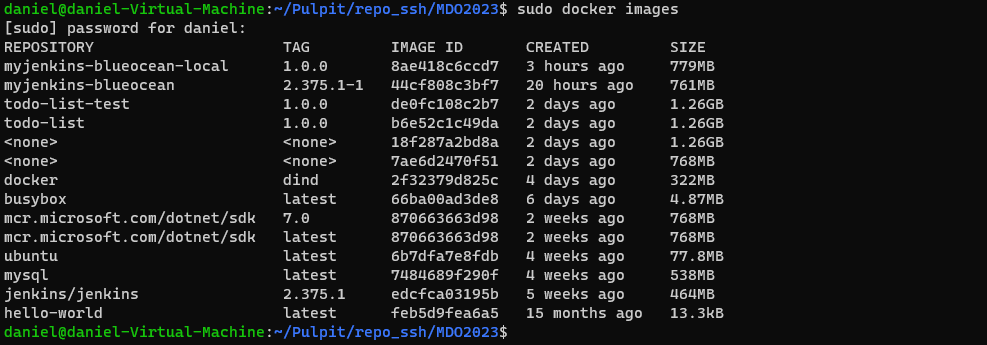 daniel@daniel-Virtual-Machine:~/Pulpit/repo_ssh/MDO2023$ sudo docker images
[sudo] password for daniel:
REPOSITORY                     TAG         IMAGE ID       CREATED         SIZE
myjenkins-blueocean-local      1.0.0       8ae418c6ccd7   3 hours ago     779MB
myjenkins-blueocean            2.375.1-1   44cf808c3bf7   20 hours ago    761MB
todo-list-test                 1.0.0       de0fc108c2b7   2 days ago      1.26GB
todo-list                      1.0.0       b6e52c1c49da   2 days ago      1.26GB
<none>                         <none>      18f287a2bd8a   2 days ago      1.26GB
<none>                         <none>      7ae6d2470f51   2 days ago      768MB
docker                         dind        2f32379d825c   4 days ago      322MB
busybox                        latest      66ba00ad3de8   6 days ago      4.87MB
mcr.microsoft.com/dotnet/sdk   7.0         870663663d98   2 weeks ago     768MB
mcr.microsoft.com/dotnet/sdk   latest      870663663d98   2 weeks ago     768MB
ubuntu                         latest      6b7dfa7e8fdb   4 weeks ago     77.8MB
mysql                          latest      7484689f290f   4 weeks ago     538MB
jenkins/jenkins                2.375.1     edcfca03195b   5 weeks ago     464MB
hello-world                    latest      feb5d9fea6a5   15 months ago   13.3kB
daniel@daniel-Virtual-Machine:~/Pulpit/repo_ssh/MDO2023$